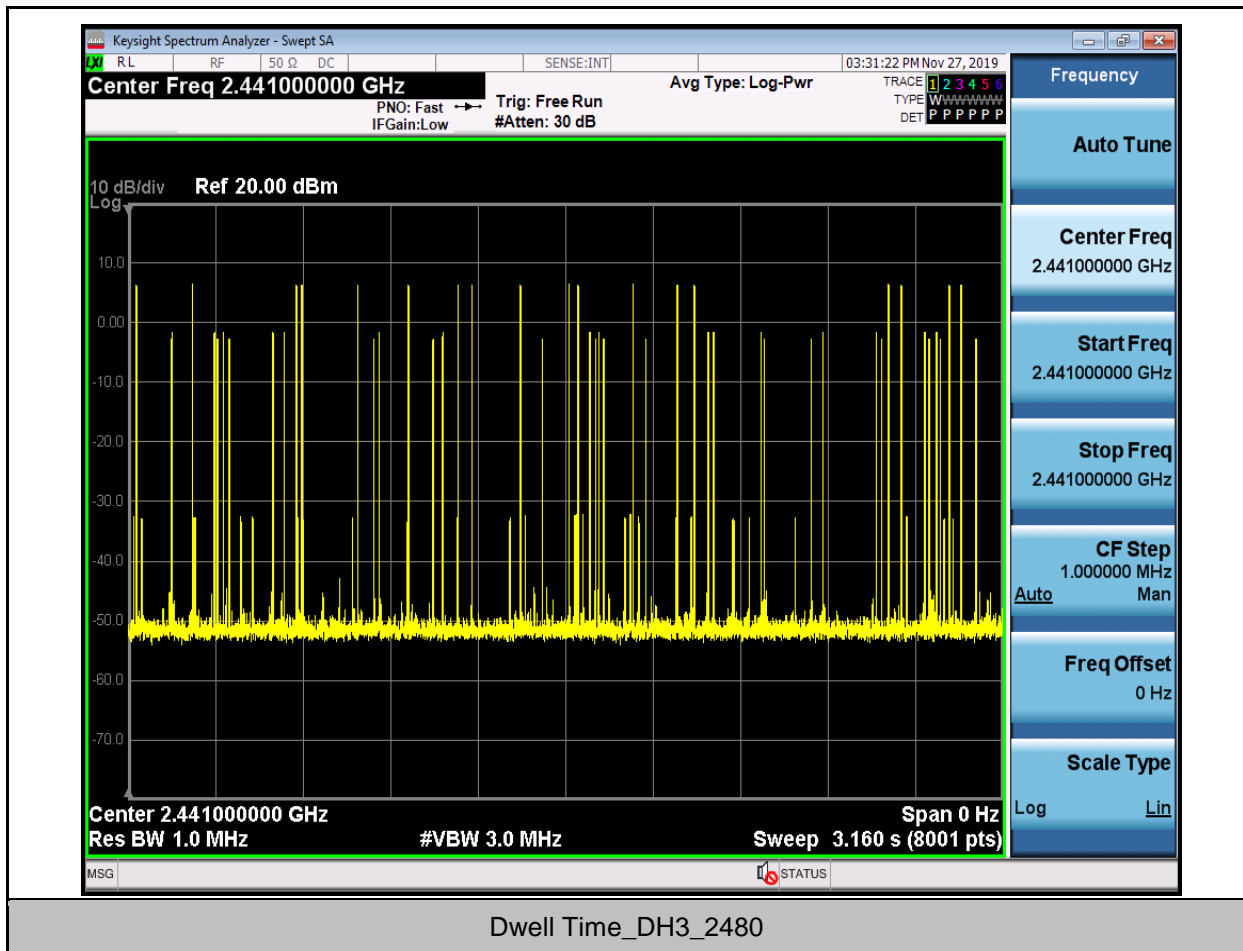 Keysight Spectrum Analyzer - Swept SA
LXI RL RF 50 Ω DC SENSE:INT 03:31:22 PM Nov 27, 2019
Center Freq 2.441000000 GHz
PNO: Fast
IFGain:Low
Trig: Free Run
#Atten: 30 dB
Avg Type: Log-Pwr
TRACE 1 2 3 4 5 6
TYPE WWWWWW
DET P P P P P P
10 dB/div Ref 20.00 dBm
Log
10.0
0.00
-10.0
-20.0
-30.0
-40.0
-50.0
-60.0
-70.0
Center 2.441000000 GHz Span 0 Hz
Res BW 1.0 MHz #VBW 3.0 MHz Sweep 3.160 s (8001 pts)
MSG STATUS
Frequency
Auto Tune
Center Freq
2.441000000 GHz
Start Freq
2.441000000 GHz
Stop Freq
2.441000000 GHz
CF Step
1.000000 MHz
Auto Man
Freq Offset
0 Hz
Scale Type
Log Lin
Dwell Time_DH3_2480